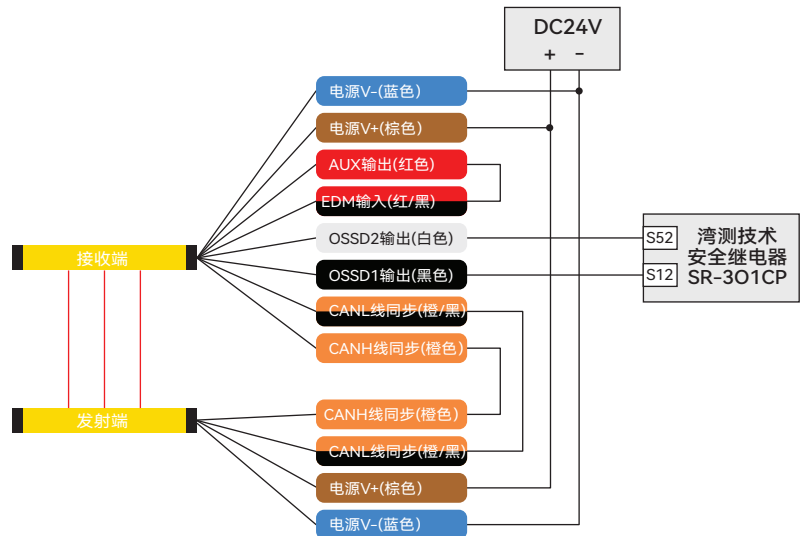 DC24V
+ −
电源V-(蓝色)
电源V+(棕色)
AUX输出(红色)
EDM输入(红/黑)
OSSD2输出(白色)
OSSD1输出(黑色)
CANL线同步(橙/黑)
CANH线同步(橙色)
接收端
S52
S12
湾测技术
安全继电器
SR-301CP
发射端
CANH线同步(橙色)
CANL线同步(橙/黑)
电源V+(棕色)
电源V-(蓝色)